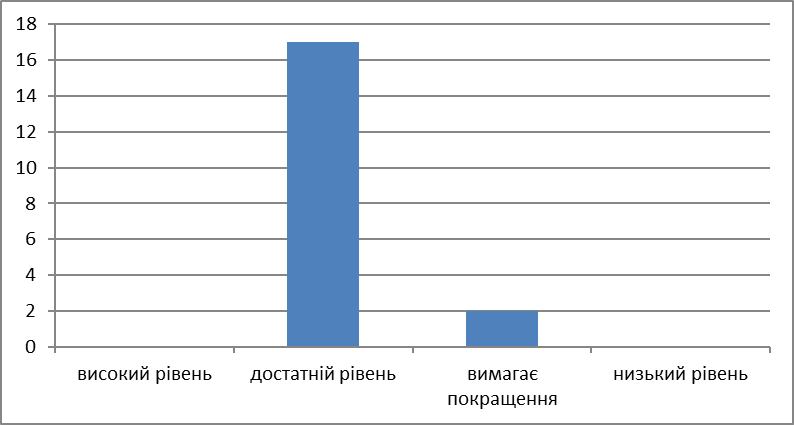 18
16
14
12
10
8
6
4
2
0
високий рівень
достатній рівень
вимагає
покращення
низький рівень